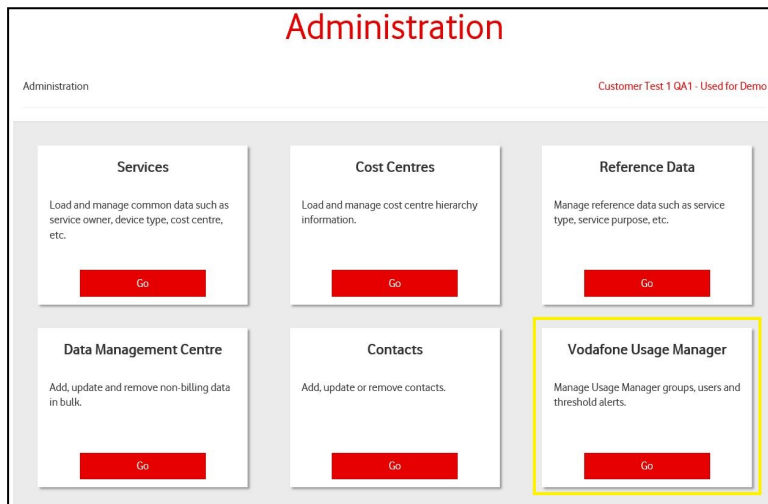 Administration
Administration
Customer Test 1 QA1 - Used for Demo
Services
Load and manage common data such as
service owner, device type, cost centre,
etc.
Go
Cost Centres
Load and manage cost centre hierarchy
information.
Go
Reference Data
Manage reference data such as service
type, service purpose, etc.
Go
Data Management Centre
Add, update and remove non-billing data
in bulk.
Go
Contacts
Add, update or remove contacts.
Go
Vodafone Usage Manager
Manage Usage Manager groups, users and
threshold alerts.
Go